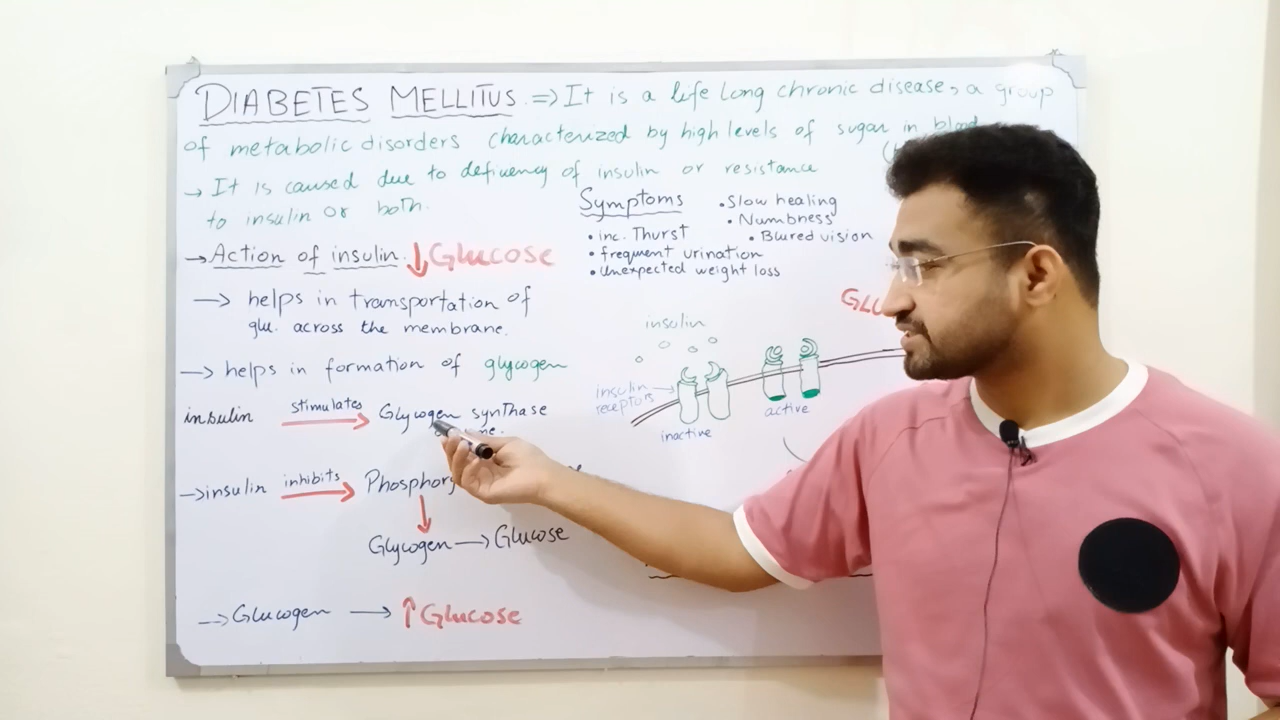 DIABETES MELLITUS => It is a life long chronic disease, a group
of metabolic disorders characterized by high levels of sugar in blood
→ It is caused due to defiuency of insulin or resistance
to insulin OR both.
→ Action of insulin. ↓ Glucose
→ helps in transportation of
glu. across the membrane.
→ helps in formation of glycogen
insulin stimulates → Glycogen synthase
→ insulin inhibits → Phosphory
↓
Glycogen → Glucose
→ Glucogen → ↑ Glucose
Symptoms
• inc. Thurst
• frequent urination
• Unexpected weight loss
• Slow healing
• Numbness
• Blured vision
insulin
insulin
receptors
inactive
active
GLU